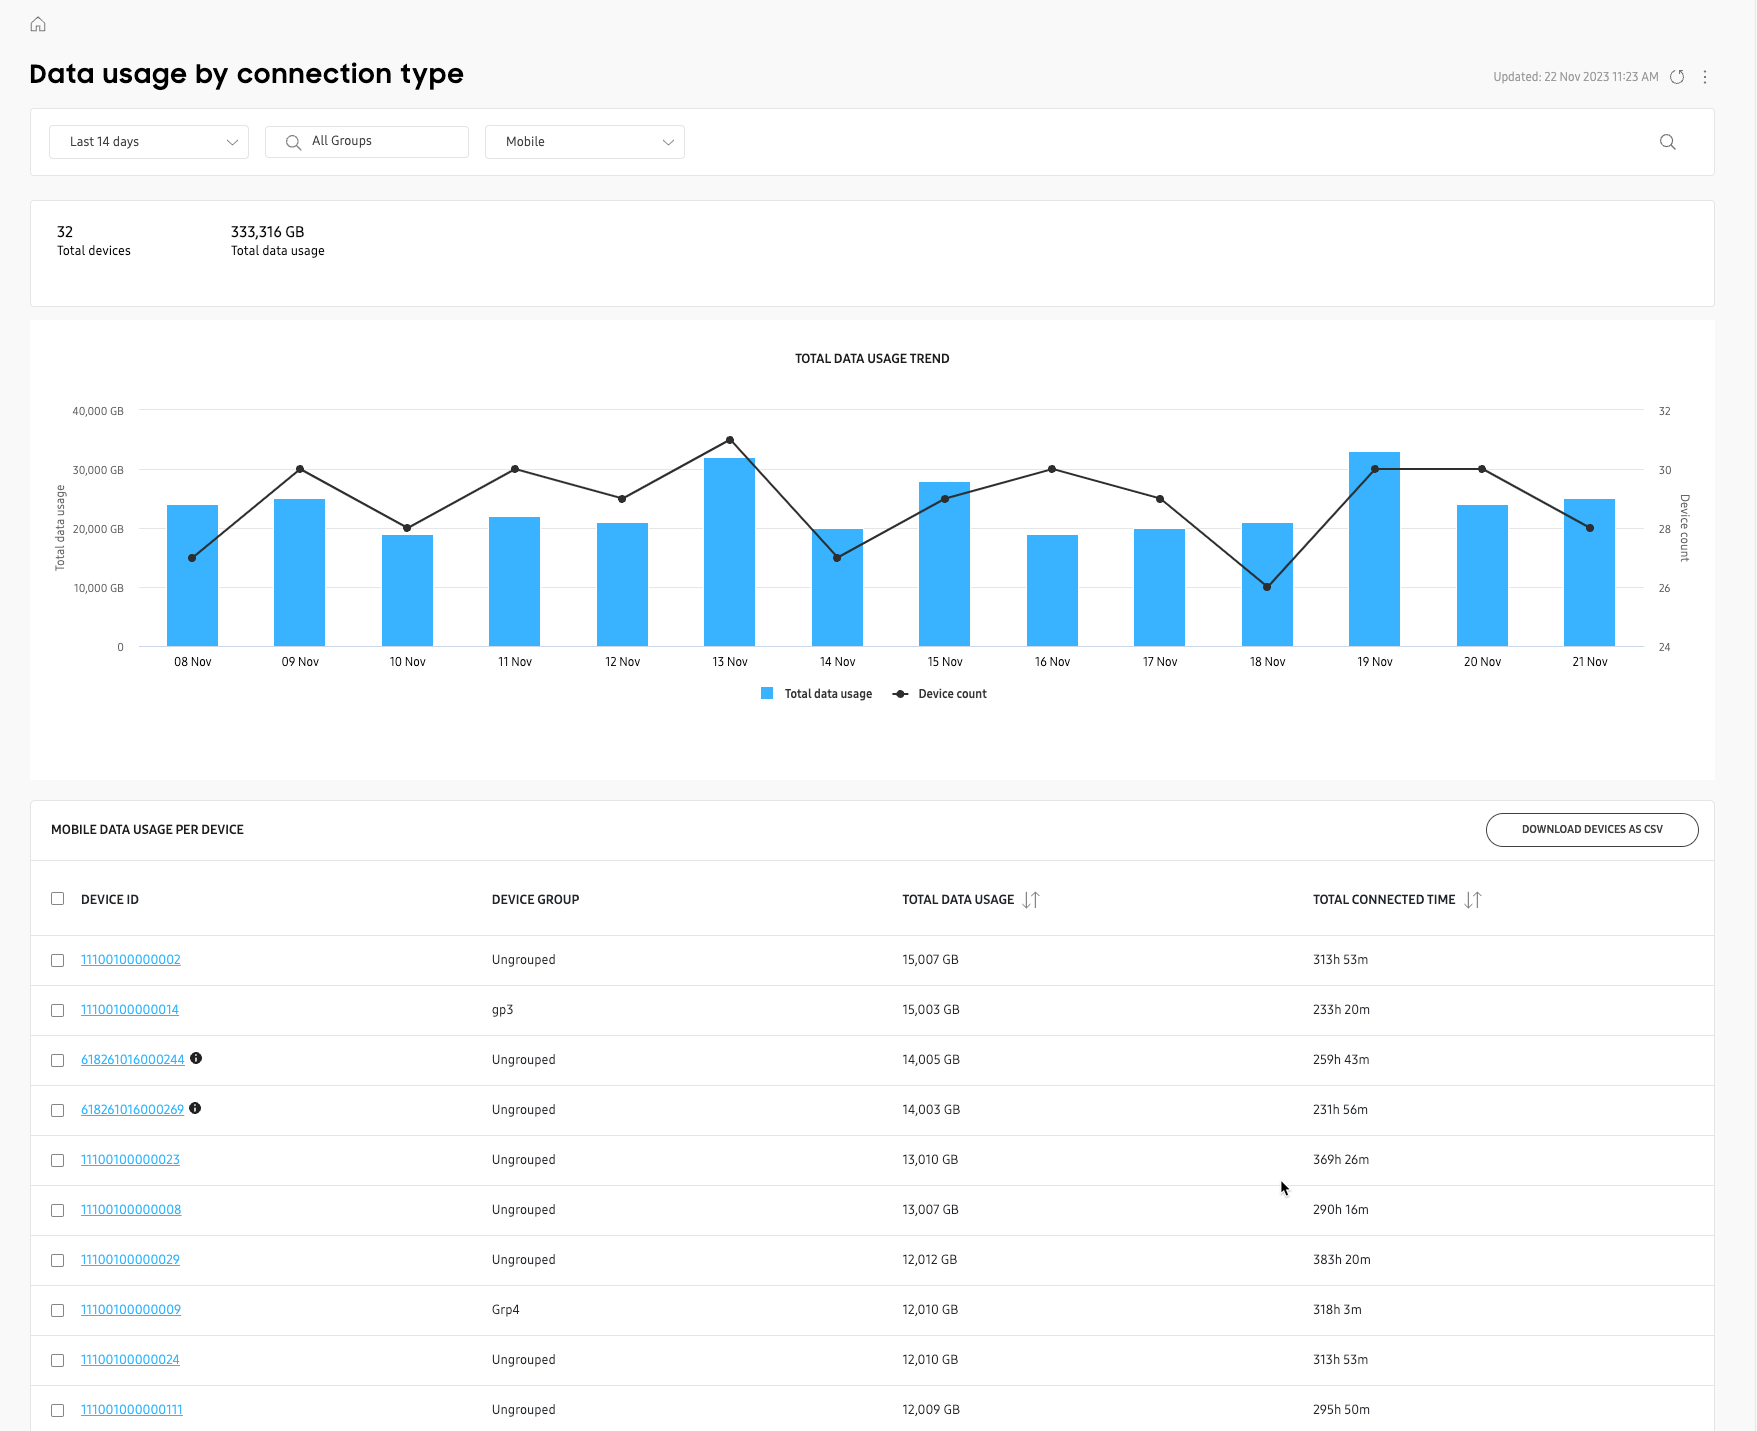 Data usage by connection type
Updated: 22 Nov 2023 11:23 AM
Last 14 days
All Groups
Mobile
32
Total devices
333,316 GB
Total data usage
TOTAL DATA USAGE TREND
Total data usage
40,000 GB
30,000 GB
20,000 GB
10,000 GB
0
32
30
28
26
24
Device count
08 Nov
09 Nov
10 Nov
11 Nov
12 Nov
13 Nov
14 Nov
15 Nov
16 Nov
17 Nov
18 Nov
19 Nov
20 Nov
21 Nov
Total data usage
Device count
MOBILE DATA USAGE PER DEVICE
DOWNLOAD DEVICES AS CSV
DEVICE ID DEVICE GROUP TOTAL DATA USAGE TOTAL CONNECTED TIME
11100100000002 Ungrouped 15,007 GB 313h 53m
11100100000014 gp3 15,003 GB 233h 20m
618261016000244 Ungrouped 14,005 GB 259h 43m
618261016000269 Ungrouped 14,003 GB 231h 56m
11100100000023 Ungrouped 13,010 GB 369h 26m
11100100000008 Ungrouped 13,007 GB 290h 16m
11100100000029 Ungrouped 12,012 GB 383h 20m
11100100000009 Grp4 12,010 GB 318h 3m
11100100000024 Ungrouped 12,010 GB 313h 53m
111001000000111 Ungrouped 12,009 GB 295h 50m